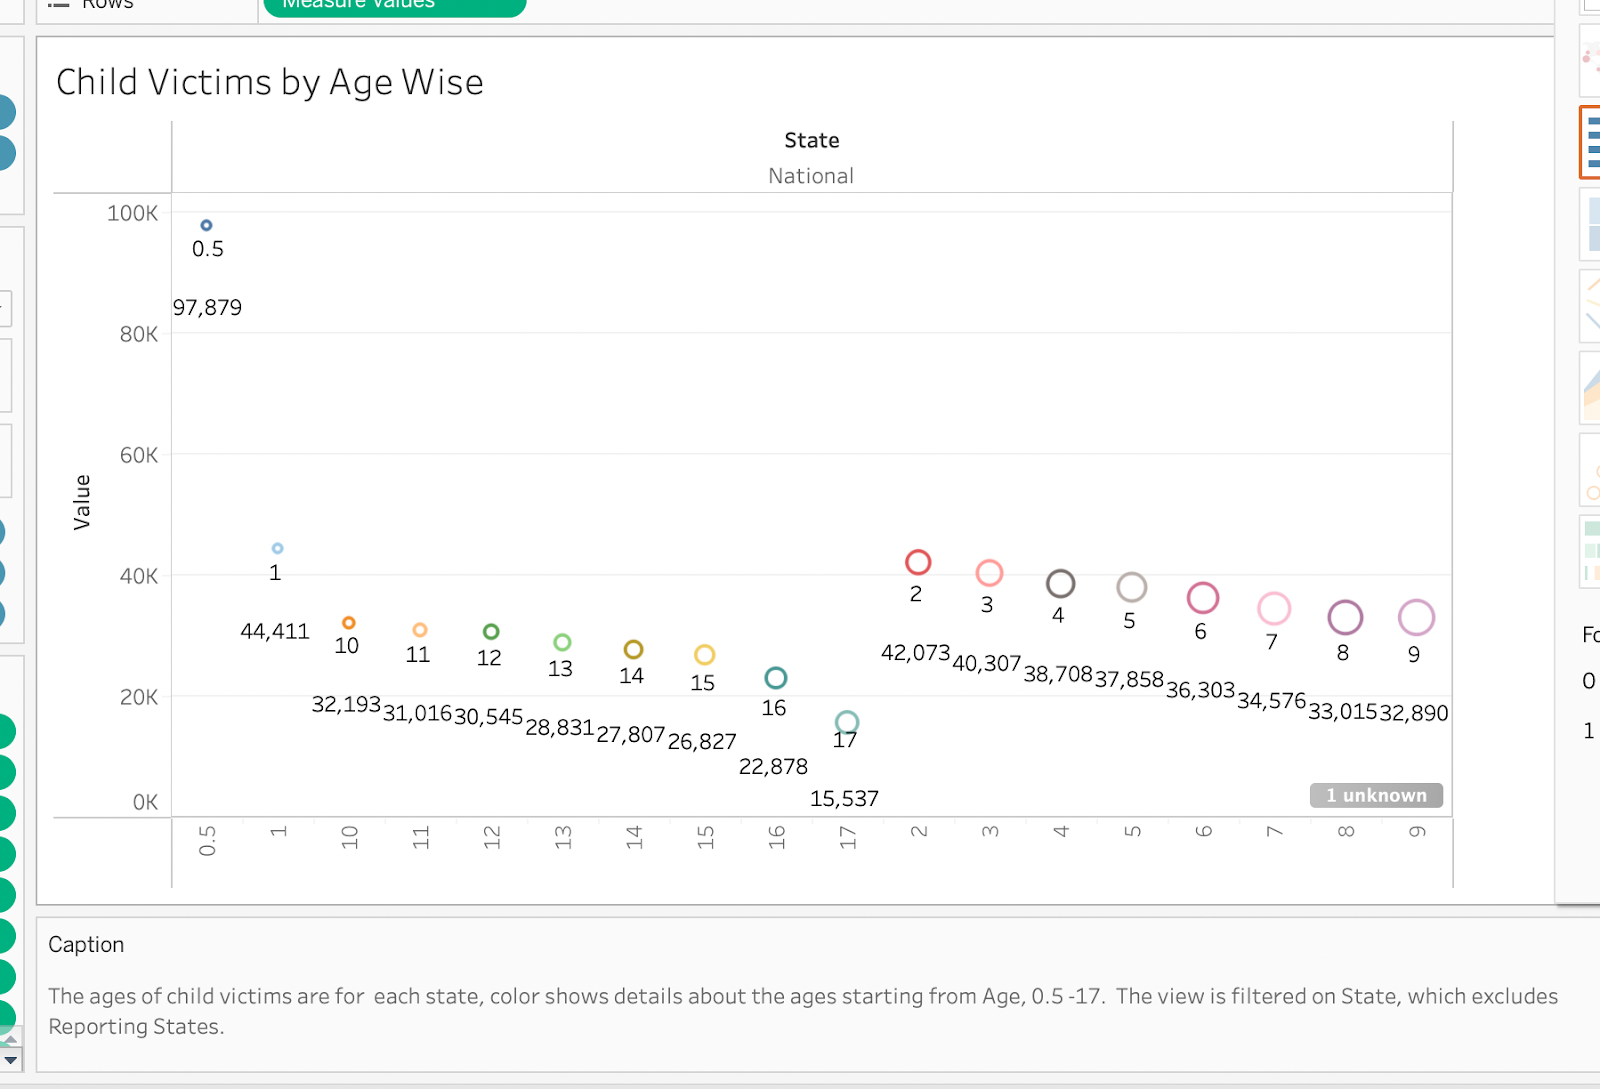 Rows
Measure Values
Child Victims by Age Wise
State
National
100K
80K
60K
40K
20K
0K
Value
0.5
97,879
1
44,411
10
32,193
11
31,016
12
30,545
13
28,831
14
27,807
15
26,827
16
22,878
17
15,537
2
42,073
3
40,307
4
38,708
5
37,858
6
36,303
7
34,576
8
33,015
9
32,890
1 unknown
0.5 1 10 11 12 13 14 15 16 17 2 3 4 5 6 7 8 9
0
1
Caption
The ages of child victims are for each state, color shows details about the ages starting from Age, 0.5 -17. The view is filtered on State, which excludes
Reporting States.